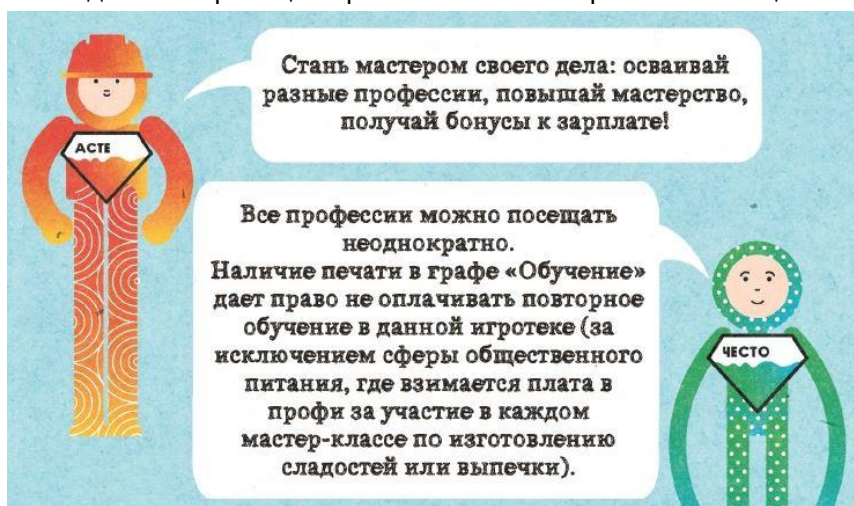 Стань мастером своего дела: осваивай
разные профессии, повышай мастерство,
получай бонусы к зарплате!
АСТЕ
Все профессии можно посещать
неоднократно.
Наличие печати в графе «Обучение»
дает право не оплачивать повторное
обучение в данной игротеке (за
исключением сферы общественного
питания, где взимается плата в
профи за участие в каждом
мастер-классе по изготовлению
сладостей или выпечки).
ЧЕСТО